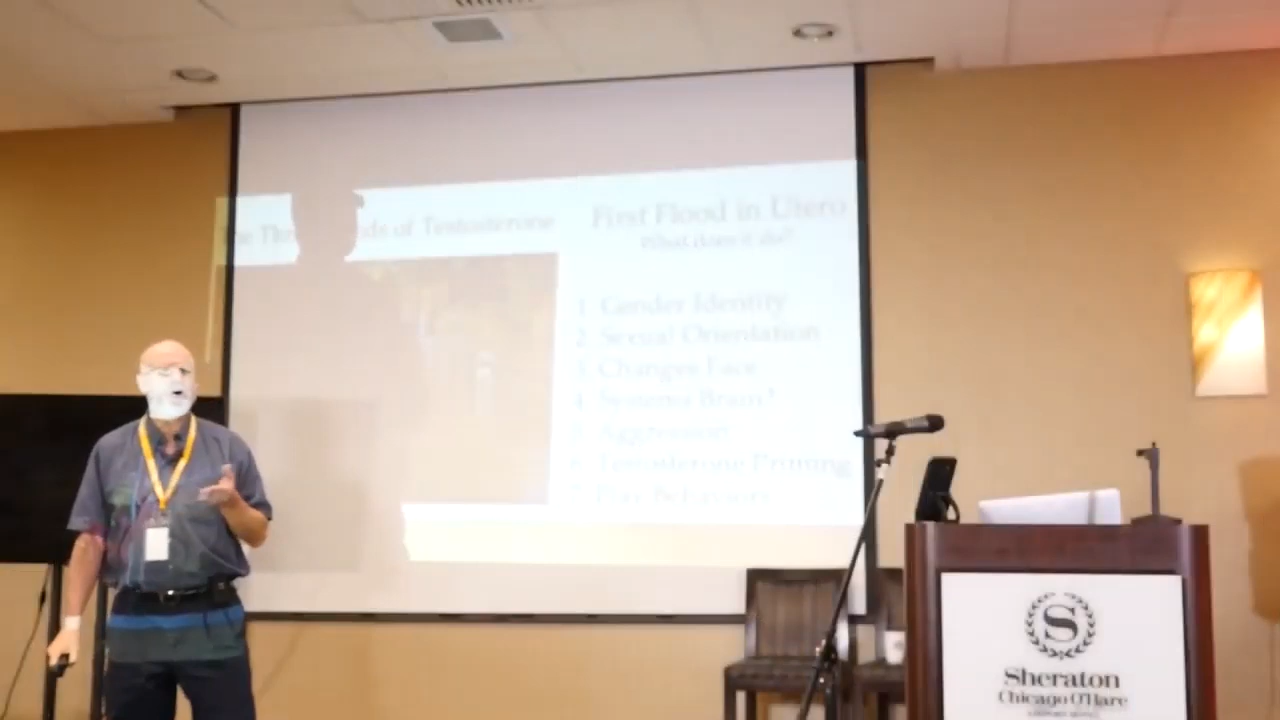 The Th ds of Testosterone
First Flood in Utero
What does it do?
1. Gender Identity
2. Sexual Orientation
3. Changes Face
4. Systems Brain?
5. Aggression?
6. Testosterone Priming
7. Play Behaviors
S
Sheraton
Chicago O'Hare